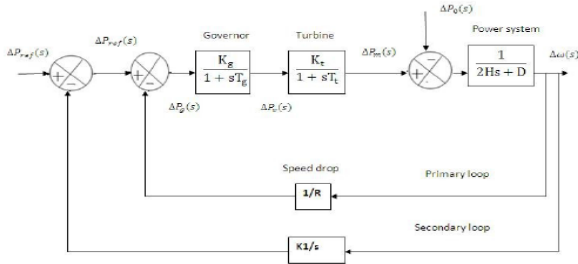 ΔP_Q(s)
Governor
Turbine
Power system
ΔP_ref(s)
ΔP_ref(s)
K_g
1 + sT_g
K_t
1 + sT_t
ΔP_m(s)
1
2Hs + D
Δω(s)
+
−
+
−
+
−
−
ΔP_g(s)
ΔP_v(s)
Speed drop
Primary loop
1/R
Secondary loop
K1/s